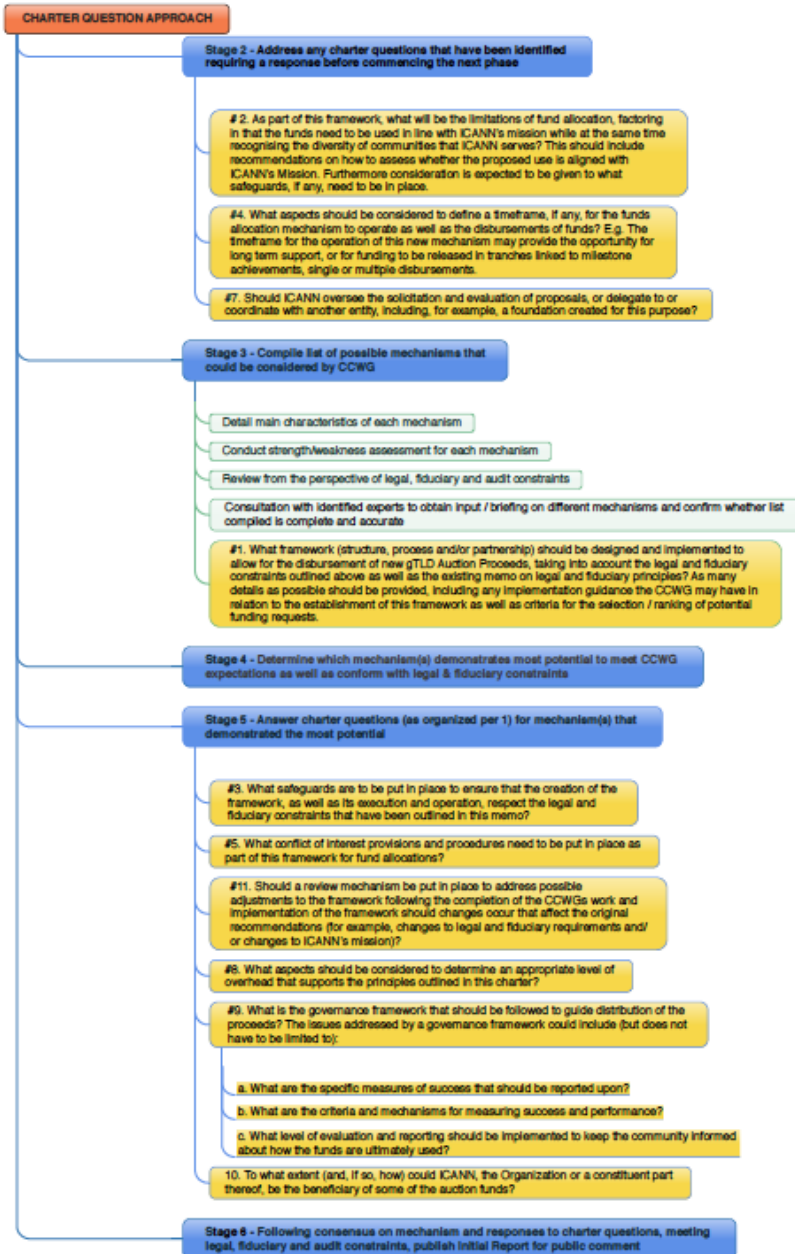 CHARTER QUESTION APPROACH
Stage 2 - Address any charter questions that have been identified
requiring a response before commencing the next phase
# 2. As part of this framework, what will be the limitations of fund allocation, factoring
in that the funds need to be used in line with ICANN's mission while at the same time
recognising the diversity of communities that ICANN serves? This should include
recommendations on how to assess whether the proposed use is aligned with
ICANN's Mission. Furthermore consideration is expected to be given to what
safeguards, if any, need to be in place.
#4. What aspects should be considered to define a timeframe, if any, for the funds
allocation mechanism to operate as well as the disbursements of funds? E.g. The
timeframe for the operation of this new mechanism may provide the opportunity for
long term support, or for funding to be released in tranches linked to milestone
achievements, single or multiple disbursements.
#7. Should ICANN oversee the solicitation and evaluation of proposals, or delegate to or
coordinate with another entity, including, for example, a foundation created for this purpose?
Stage 3 - Compile list of possible mechanisms that
could be considered by CCWG
Detail main characteristics of each mechanism
Conduct strength/weakness assessment for each mechanism
Review from the perspective of legal, fiduciary and audit constraints
Consultation with identified experts to obtain input / briefing on different mechanisms and confirm whether list
compiled is complete and accurate
#1. What framework (structure, process and/or partnership) should be designed and implemented to
allow for the disbursement of new gTLD Auction Proceeds, taking into account the legal and fiduciary
constraints outlined above as well as the existing memo on legal and fiduciary principles? As many
details as possible should be provided, including any implementation guidance the CCWG may have in
relation to the establishment of this framework as well as criteria for the selection / ranking of potential
funding requests.
Stage 4 - Determine which mechanism(s) demonstrates most potential to meet CCWG
expectations as well as conform with legal & fiduciary constraints
Stage 5 - Answer charter questions (as organized per 1) for mechanism(s) that
demonstrated the most potential
#3. What safeguards are to be put in place to ensure that the creation of the
framework, as well as its execution and operation, respect the legal and
fiduciary constraints that have been outlined in this memo?
#5. What conflict of interest provisions and procedures need to be put in place as
part of this framework for fund allocations?
#11. Should a review mechanism be put in place to address possible
adjustments to the framework following the completion of the CCWGs work and
implementation of the framework should changes occur that affect the original
recommendations (for example, changes to legal and fiduciary requirements and/
or changes to ICANN's mission)?
#8. What aspects should be considered to determine an appropriate level of
overhead that supports the principles outlined in this charter?
#9. What is the governance framework that should be followed to guide distribution of the
proceeds? The issues addressed by a governance framework could include (but does not
have to be limited to):
a. What are the specific measures of success that should be reported upon?
b. What are the criteria and mechanisms for measuring success and performance?
c. What level of evaluation and reporting should be implemented to keep the community informed
about how the funds are ultimately used?
10. To what extent (and, if so, how) could ICANN, the Organization or a constituent part
thereof, be the beneficiary of some of the auction funds?
Stage 6 - Following consensus on mechanism and responses to charter questions, meeting
legal, fiduciary and audit constraints, publish Initial Report for public comment